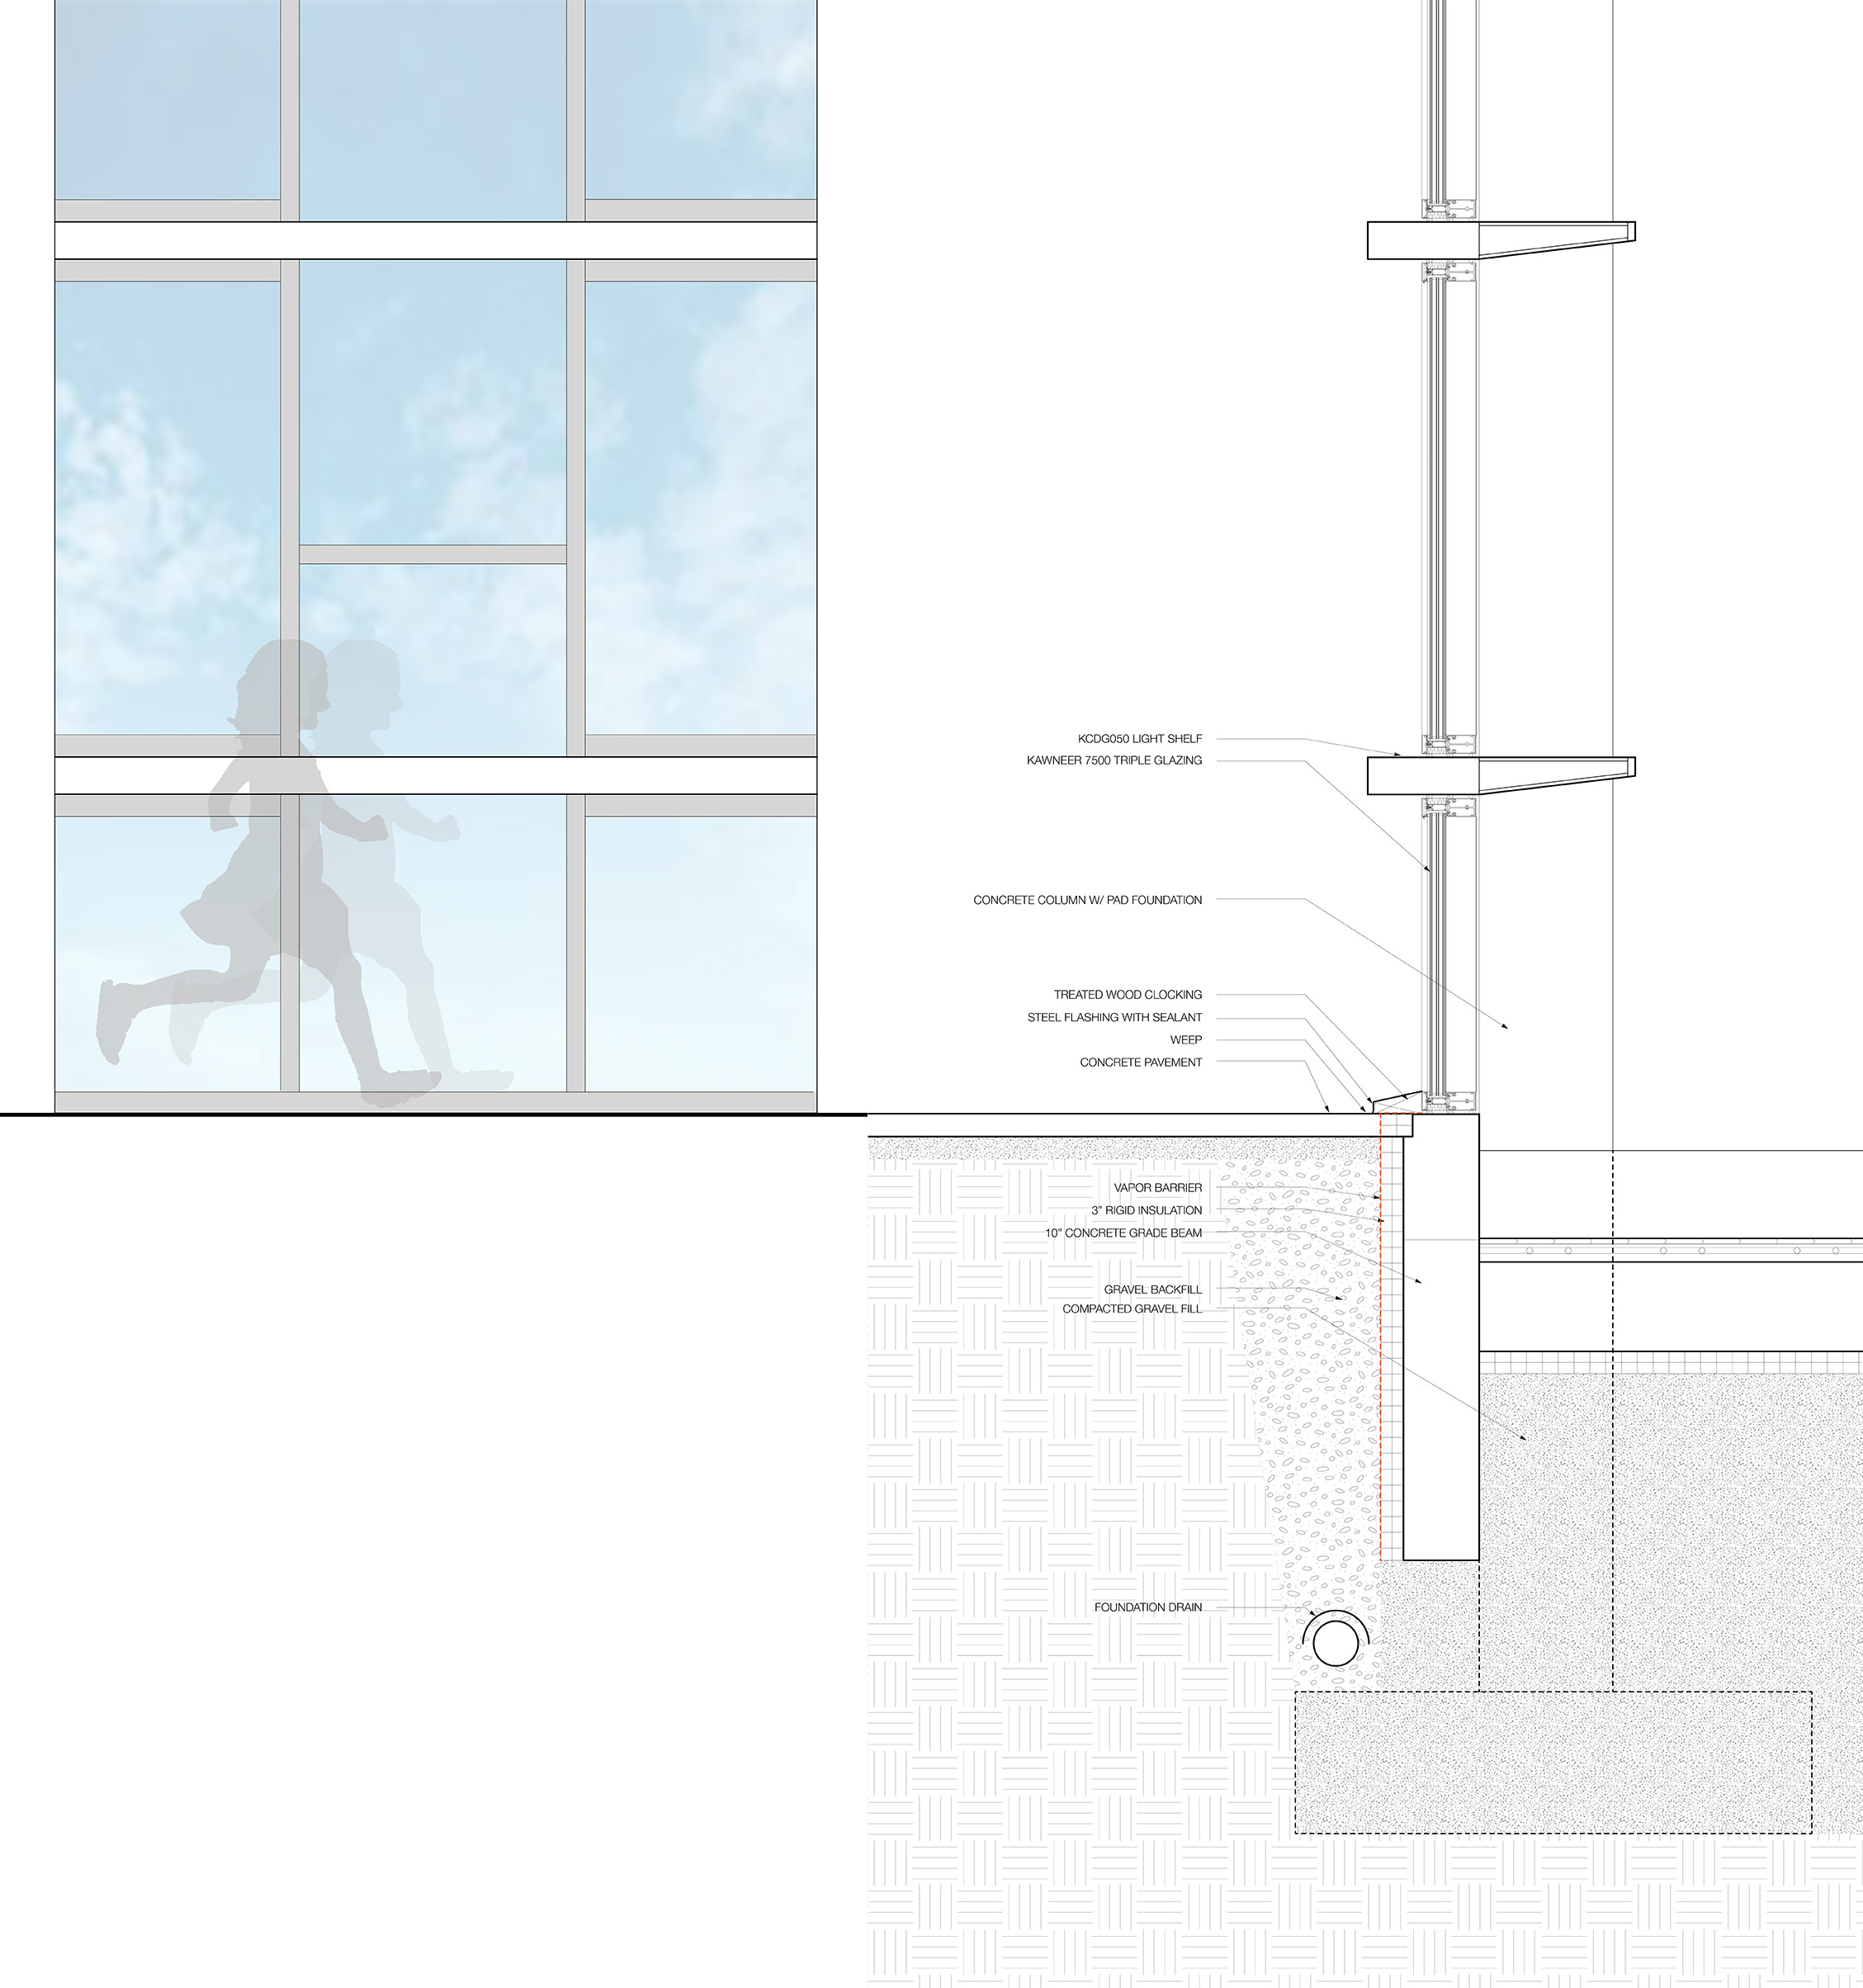 KCDG050 LIGHT SHELF
KAWNEER 7500 TRIPLE GLAZING
CONCRETE COLUMN W/ PAD FOUNDATION
TREATED WOOD CLOCKING
STEEL FLASHING WITH SEALANT
WEEP
CONCRETE PAVEMENT
VAPOR BARRIER
3" RIGID INSULATION
10" CONCRETE GRADE BEAM
GRAVEL BACKFILL
COMPACTED GRAVEL FILL
FOUNDATION DRAIN